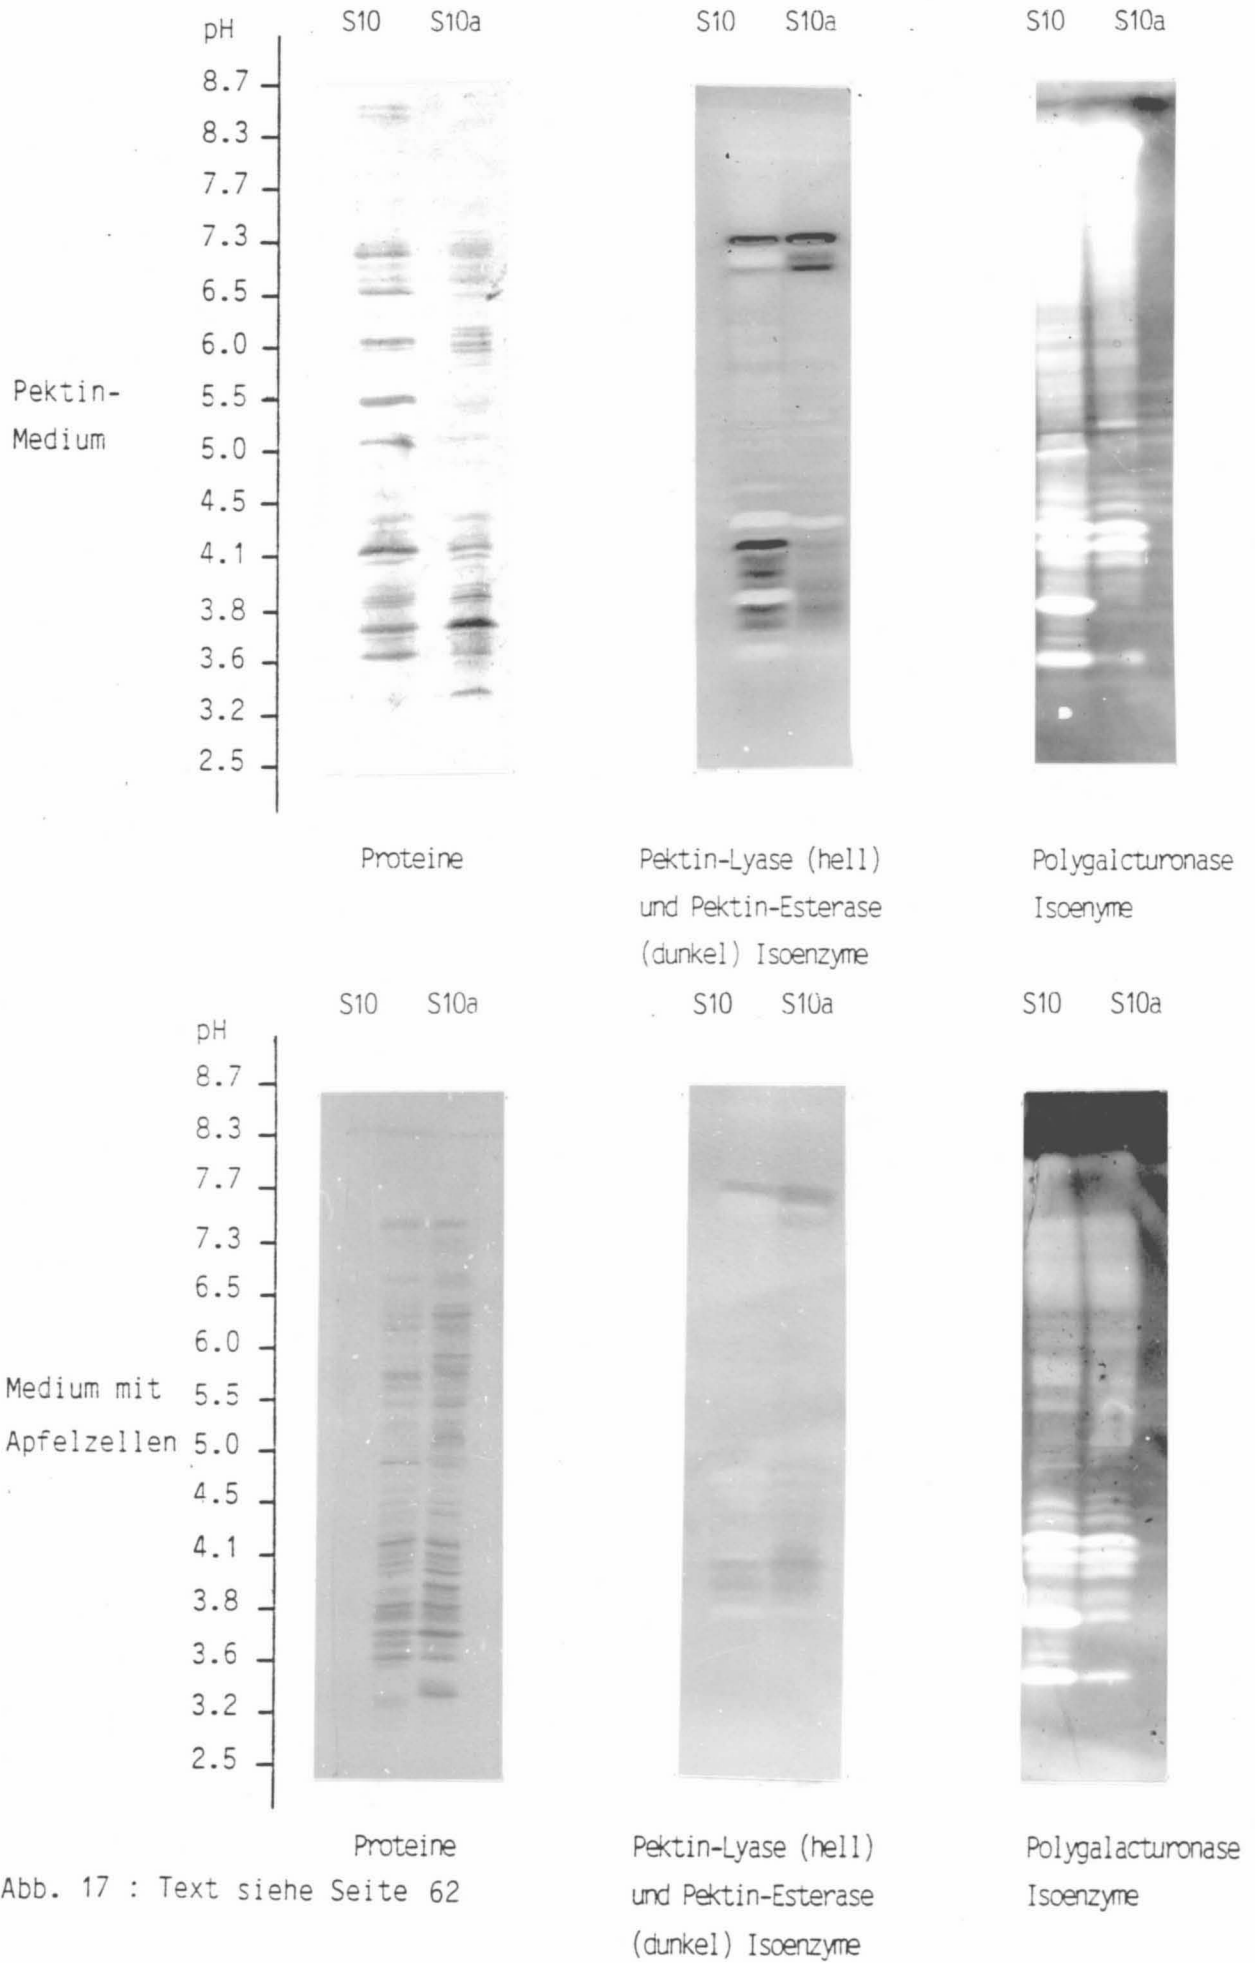 pH
S10 S10a
S10 S10a
S10 S10a
8.7
8.3
7.7
7.3
6.5
6.0
5.5
5.0
4.5
4.1
3.8
3.6
3.2
2.5
Pektin-
Medium
Proteine
Pektin-Lyase (hell)
und Pektin-Esterase
(dunkel) Isoenzyme
Polygalcturonase
Isoenyme
pH
S10 S10a
S10 S10a
S10 S10a
8.7
8.3
7.7
7.3
6.5
6.0
5.5
5.0
4.5
4.1
3.8
3.6
3.2
2.5
Medium mit
Apfelzellen
Proteine
Pektin-Lyase (hell)
und Pektin-Esterase
(dunkel) Isoenzyme
Polygalacturonase
Isoenzyme
Abb. 17 : Text siehe Seite 62